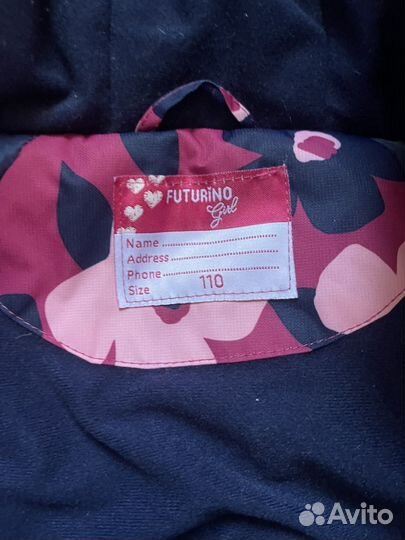 FUTURINO
Girl
Name
Address
Phone
Size 110
Avito